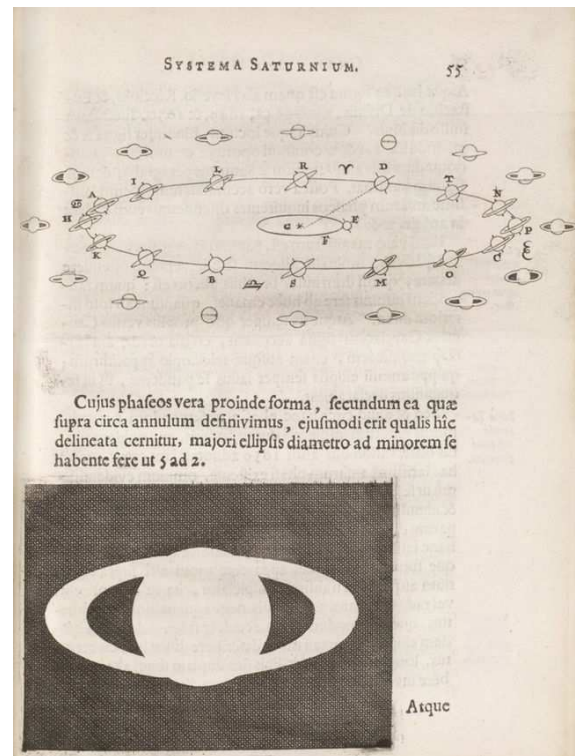 SYSTEMA SATURNIUM. 55
L R ♈ D
I T
A N
♋ H G E P
F ♑
K C
Q B ♎ S M O
Cujus phaſeos vera proinde forma, ſecundum ea quæ
ſupra circa annulum definivimus, ejuſmodi erit qualis hîc
delineata cernitur, majori ellipſis diametro ad minorem ſe
habente fere ut 5 ad 2.
Atque